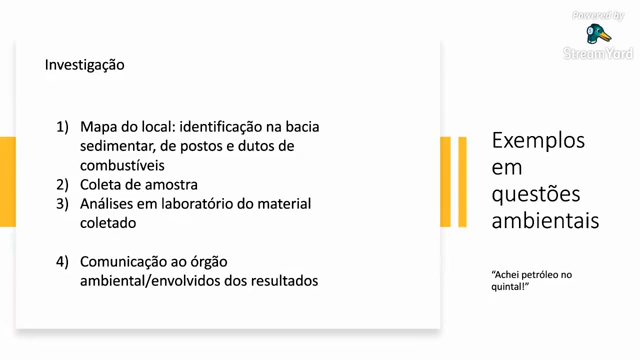 Powered by
StreamYard
Investigação
1) Mapa do local: identificação na bacia
sedimentar, de postos e dutos de
combustíveis
2) Coleta de amostra
3) Análises em laboratório do material
coletado
4) Comunicação ao órgão
ambiental/envolvidos dos resultados
Exemplos
em
questões
ambientais
“Achei petróleo no
quintal!”